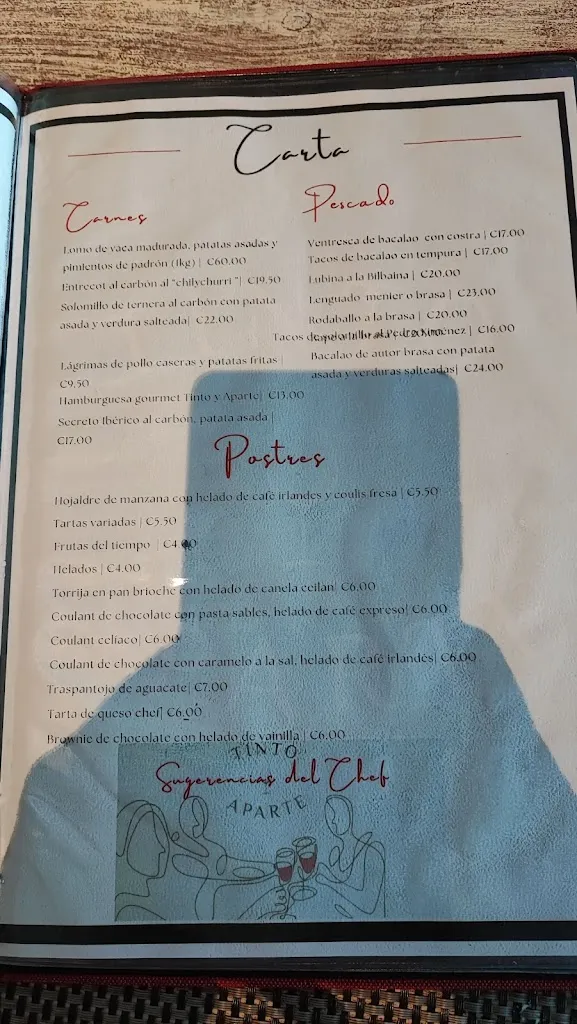 Carta
Carnes
Lomo de vaca madurada, patatas asadas y
pimientos de padrón (1kg) | €60.00
Entrecot al carbón al "chilychurri "| €19.50
Solomillo de ternera al carbón con patata
asada y verdura salteada| €22.00
Lágrimas de pollo caseras y patatas fritas |
€9.50
Hamburguesa gourmet Tinto y Aparte| €13.00
Secreto Ibérico al carbón, patata asada |
€17.00
Pescado
Ventresca de bacalao con costra | €17.00
Tacos de bacalao en tempura | €17.00
Lubina a la Bilbaina | €20.00
Lenguado menier o brasa | €23.00
Rodaballo a la brasa | €20.00
Tacos de | €16.00
Bacalao de autor brasa con patata
asada y verduras salteadas| €24.00
Postres
Hojaldre de manzana con helado de café irlandes y coulis fresa | €5.50
Tartas variadas | €5.50
Frutas del tiempo | €4.00
Helados | €4.00
Torrija en pan brioche con helado de canela ceilan| €6.00
Coulant de chocolate con pasta sables, helado de café expreso| €6.00
Coulant celíaco| €6.00
Coulant de chocolate con caramelo a la sal, helado de café irlandés| €6.00
Traspantojo de aguacate| €7.00
Tarta de queso chef| €6.00
Brownie de chocolate con helado de vainilla | €6.00
TINTO
Sugerencias del Chef
APARTE